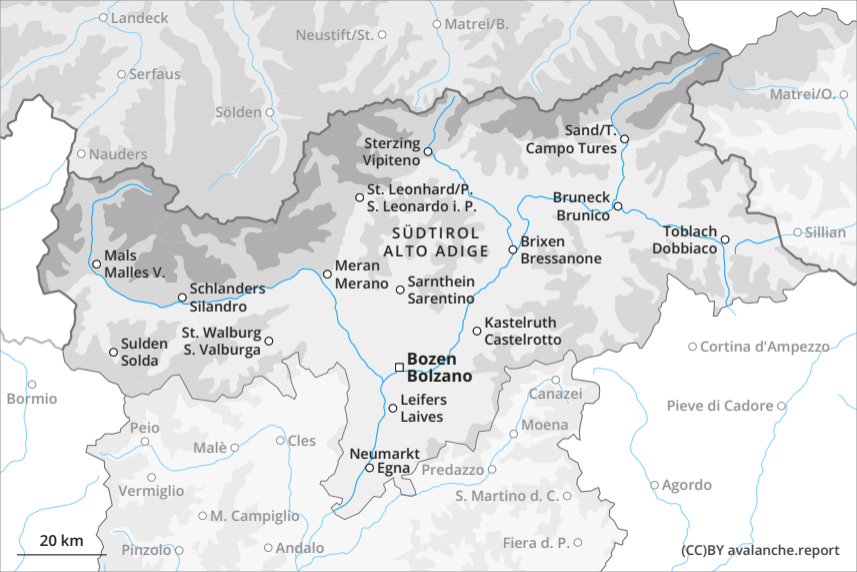 Landeck
Matrei/B.
Neustift/St.
Serfaus
Matrei/O.
Sölden
Sand/T.
Campo Tures
Sterzing
Vipiteno
Nauders
St. Leonhard/P.
S. Leonardo i. P.
Bruneck
Brunico
SÜDTIROL
ALTO ADIGE
Toblach
Dobbiaco
Sillian
Brixen
Bressanone
Mals
Malles V.
Meran
Merano
Sarnthein
Sarentino
Schlanders
Silandro
Kastelruth
Castelrotto
St. Walburg
S. Valburga
Sulden
Solda
Cortina d'Ampezzo
Bozen
Bolzano
Bormio
Canazei
Leifers
Laives
Pieve di Cadore
Peio
Moena
Malè
Cles
Neumarkt
Egna
Predazzo
Vermiglio
Agordo
S. Martino d. C.
M. Campiglio
20 km
Pinzolo
Andalo
Fiera d. P.
(CC)BY avalanche.report